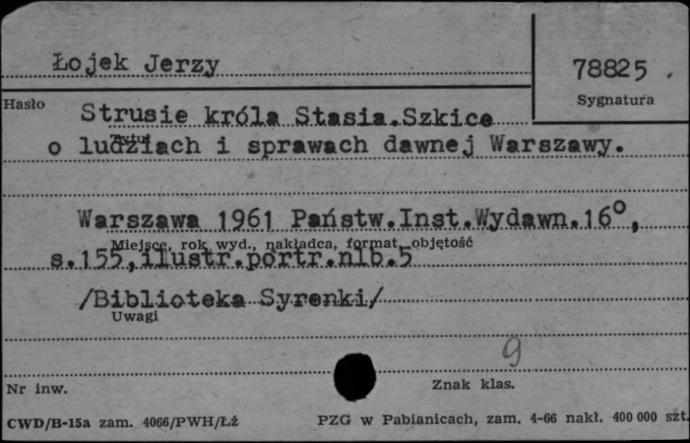 Łojek Jerzy
78825
Hasło
Sygnatura
Strusie króla Stasia.Szkice
Tytuł
o ludziach i sprawach dawnej Warszawy.
Warszawa 1961 Państw.Inst.Wydawn.16°,
Miejsce, rok wyd., nakładca, format, objętość
s.155,ilustr.portr.nlb.5
/Biblioteka Syrenki/
Uwagi
9
Nr inw.
Znak klas.
CWD/B-15a zam. 4066/PWH/Łź
PZG w Pabianicach, zam. 4-66 nakł. 400 000 szt.